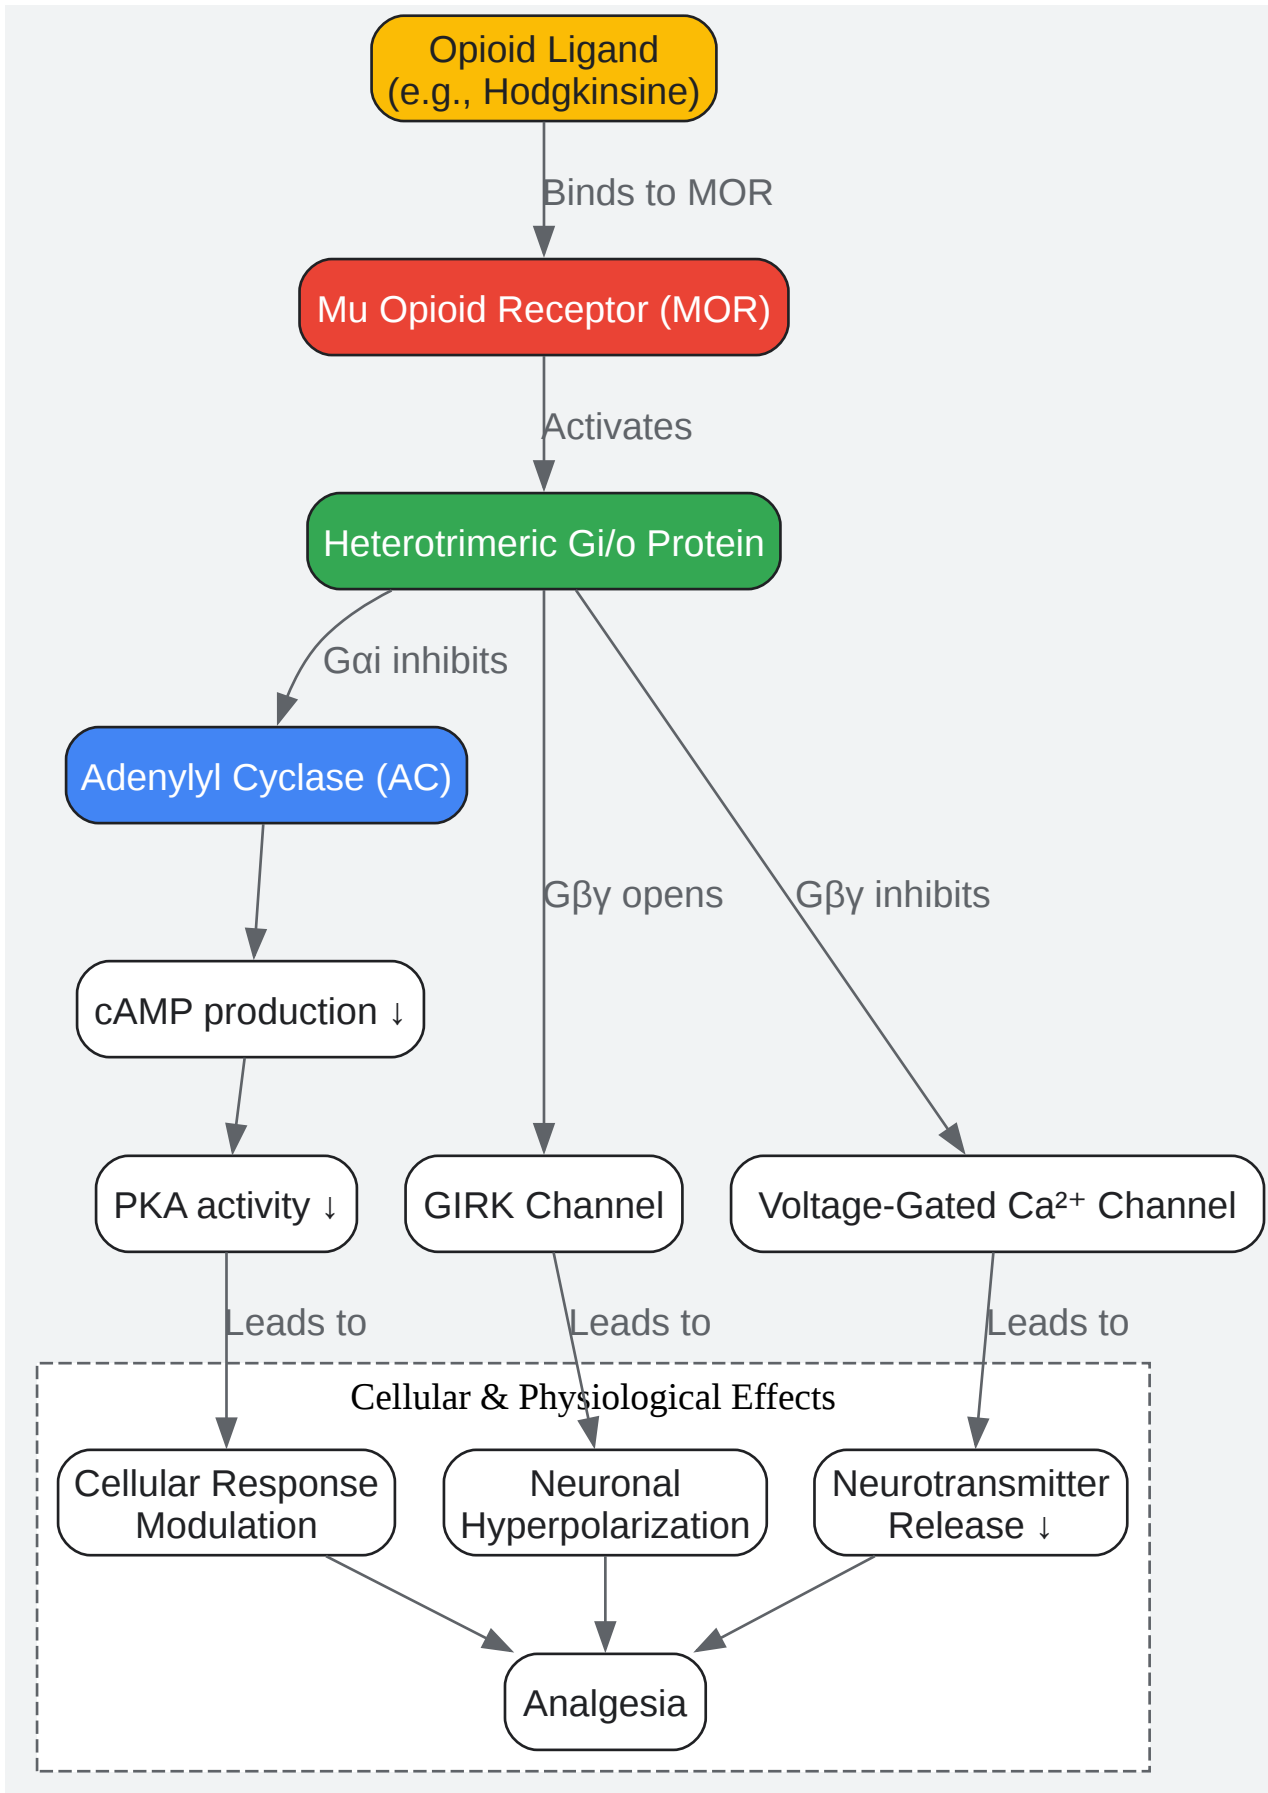 Opioid Ligand
(e.g., Hodgkinsine)
Binds to MOR
Mu Opioid Receptor (MOR)
Activates
Heterotrimeric Gi/o Protein
Gαi inhibits
Adenylyl Cyclase (AC)
Gβγ opens
Gβγ inhibits
cAMP production ↓
PKA activity ↓
GIRK Channel
Voltage-Gated Ca²⁺ Channel
Leads to
Leads to
Leads to
Cellular & Physiological Effects
Cellular Response
Modulation
Neuronal
Hyperpolarization
Neurotransmitter
Release ↓
Analgesia